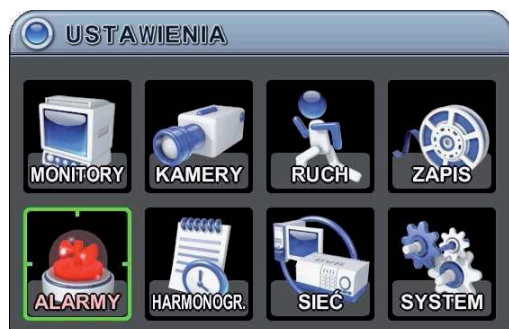 USTAWIENIA
MONITORY KAMERY RUCH ZAPIS
ALARMY HARMONOGR. SIEĆ SYSTEM